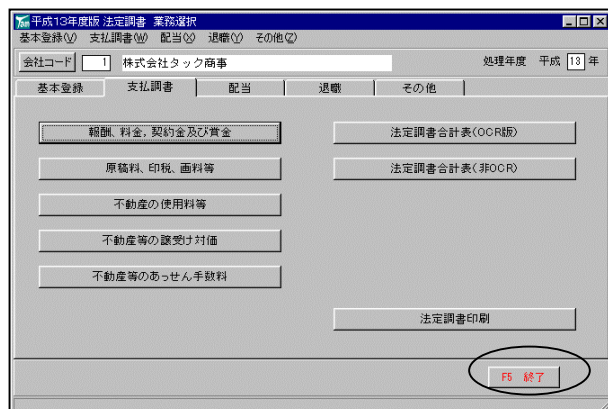 平成13年度版 法定調書 業務選択
基本登録(V) 支払調書(W) 配当(X) 退職(Y) その他(Z)
会社コード 1 株式会社タック商事 処理年度 平成 13 年
基本登録 支払調書 配当 退職 その他
報酬、料金,契約金及び賞金 法定調書合計表(OCR版)
原稿料、印税、画料等 法定調書合計表(非OCR)
不動産の使用料等
不動産等の譲受け対価
不動産等のあっせん手数料
法定調書印刷
F5 終了